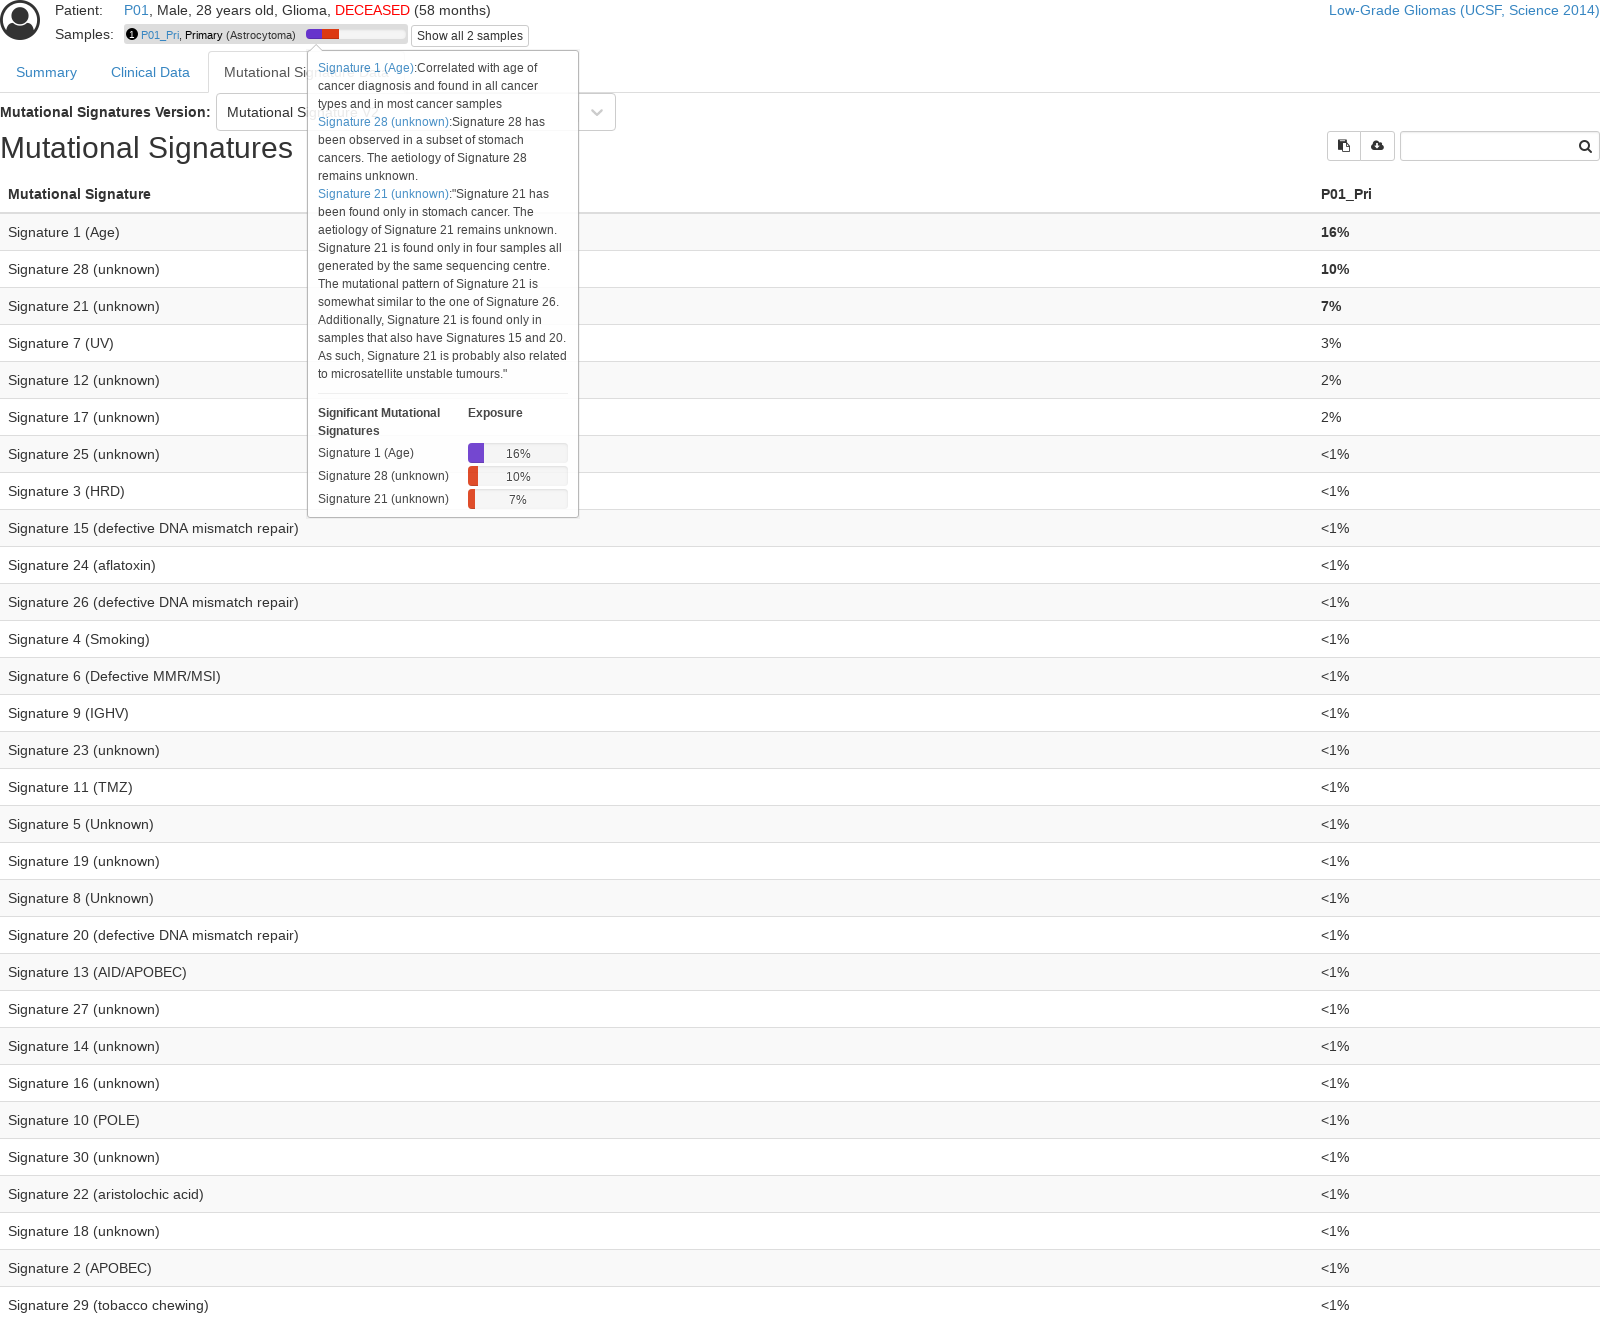 Patient: P01, Male, 28 years old, Glioma, DECEASED (58 months)
Low-Grade Gliomas (UCSF, Science 2014)
Samples: 1 P01_Pri, Primary (Astrocytoma) Show all 2 samples
Summary Clinical Data Mutational
Mutational Signatures Version: Mutational
Signature 1 (Age):Correlated with age of
cancer diagnosis and found in all cancer
types and in most cancer samples
Signature 28 (unknown):Signature 28 has
been observed in a subset of stomach
cancers. The aetiology of Signature 28
remains unknown.
Signature 21 (unknown):"Signature 21 has
been found only in stomach cancer. The
aetiology of Signature 21 remains unknown.
Signature 21 is found only in four samples all
generated by the same sequencing centre.
The mutational pattern of Signature 21 is
somewhat similar to the one of Signature 26.
Additionally, Signature 21 is found only in
samples that also have Signatures 15 and 20.
As such, Signature 21 is probably also related
to microsatellite unstable tumours."
Significant Mutational
Signatures
Exposure
Signature 1 (Age) 16%
Signature 28 (unknown) 10%
Signature 21 (unknown) 7%
Mutational Signatures
Mutational Signature P01_Pri
Signature 1 (Age) 16%
Signature 28 (unknown) 10%
Signature 21 (unknown) 7%
Signature 7 (UV) 3%
Signature 12 (unknown) 2%
Signature 17 (unknown) 2%
Signature 25 (unknown) <1%
Signature 3 (HRD) <1%
Signature 15 (defective DNA mismatch repair) <1%
Signature 24 (aflatoxin) <1%
Signature 26 (defective DNA mismatch repair) <1%
Signature 4 (Smoking) <1%
Signature 6 (Defective MMR/MSI) <1%
Signature 9 (IGHV) <1%
Signature 23 (unknown) <1%
Signature 11 (TMZ) <1%
Signature 5 (Unknown) <1%
Signature 19 (unknown) <1%
Signature 8 (Unknown) <1%
Signature 20 (defective DNA mismatch repair) <1%
Signature 13 (AID/APOBEC) <1%
Signature 27 (unknown) <1%
Signature 14 (unknown) <1%
Signature 16 (unknown) <1%
Signature 10 (POLE) <1%
Signature 30 (unknown) <1%
Signature 22 (aristolochic acid) <1%
Signature 18 (unknown) <1%
Signature 2 (APOBEC) <1%
Signature 29 (tobacco chewing) <1%